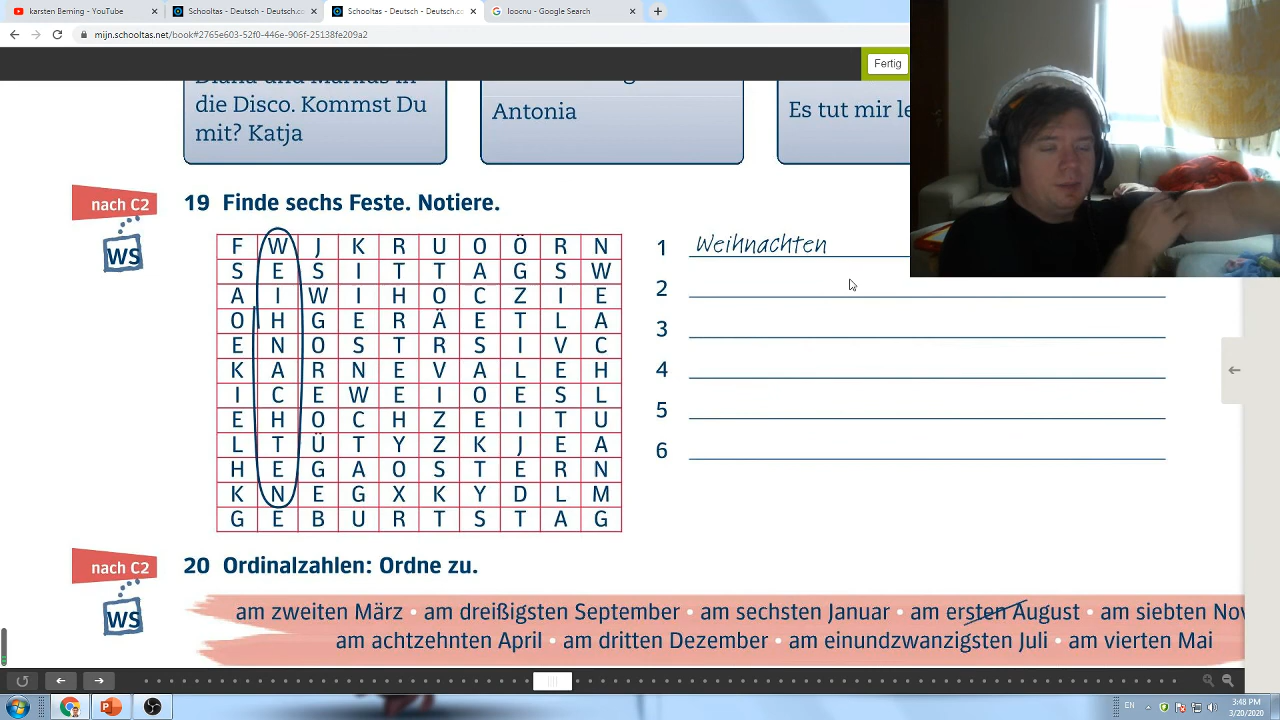 karsten Berning - YouTube
Schooltas - Deutsch - Deutsch.c
Schooltas - Deutsch - Deutsch.c
loocnu - Google Search
mijn.schooltas.net/book#2765e603-52f0-446e-906f-25138fe209a2
Fertig
die Disco. Kommst Du
mit? Katja
Antonia
Es tut mir le
nach C2
WS
19 Finde sechs Feste. Notiere.
F W J K R U O Ö R N
S E S I T T A G S W
A I W I H O C Z I E
O H G E R Ä E T L A
E N O S T R S I V C
K A R N E V A L E H
I C E W E I O E S L
E H O C H Z E I T U
L T Ü T Y Z K J E A
H E G A O S T E R N
K N E G X K Y D L M
G E B U R T S T A G
1 Weihnachten
2
3
4
5
6
nach C2
WS
20 Ordinalzahlen: Ordne zu.
am zweiten März • am dreißigsten September • am sechsten Januar • am ersten August • am siebten Nov
am achtzehnten April • am dritten Dezember • am einundzwanzigsten Juli • am vierten Mai
EN
3:48 PM
3/20/2020